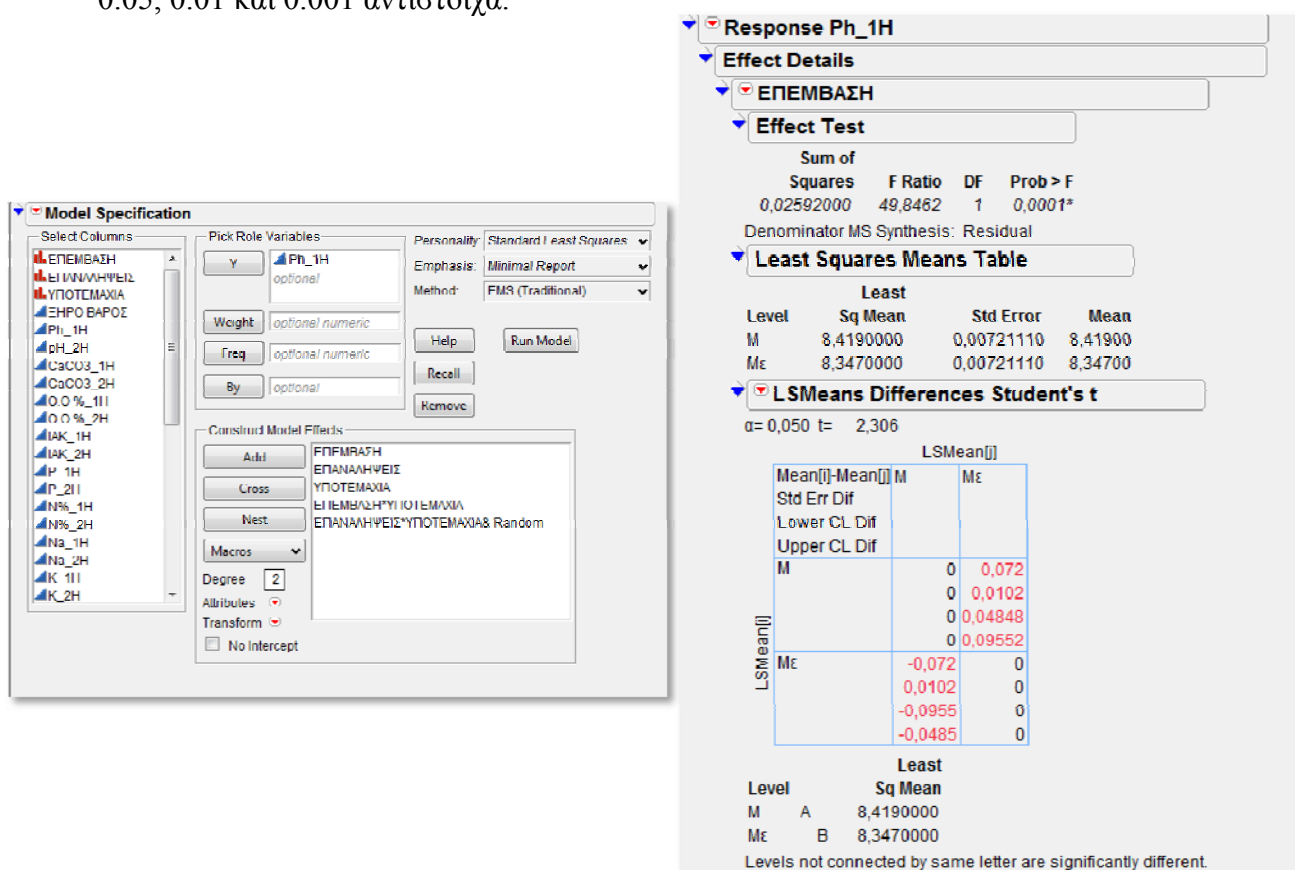 0.05, 0.01 και 0.001 αντίστοιχα.
Model Specification
Select Columns
ΕΠΕΜΒΑΣΗ
ΕΠΑΝΑΛΗΨΕΙΣ
ΥΠΟΤΕΜΑΧΙΑ
ΞΗΡΟ ΒΑΡΟΣ
Ph_1H
pH_2H
CaCO3_1H
CaCO3_2H
O.O %_1H
O.O %_2H
IAK_1H
IAK_2H
P_1H
P_2H
N%_1H
N%_2H
Na_1H
Na_2H
K_1H
K_2H
Pick Role Variables
Y Ph_1H
optional
Weight optional numeric
Freq optional numeric
By optional
Personality: Standard Least Squares
Emphasis: Minimal Report
Method: EMS (Traditional)
Help Run Model
Recall
Remove
Construct Model Effects
Add
Cross
Nest
Macros
Degree 2
Attributes
Transform
No Intercept
ΕΠΕΜΒΑΣΗ
ΕΠΑΝΑΛΗΨΕΙΣ
ΥΠΟΤΕΜΑΧΙΑ
ΕΠΕΜΒΑΣΗ*ΥΠΟΤΕΜΑΧΙΑ
ΕΠΑΝΑΛΗΨΕΙΣ*ΥΠΟΤΕΜΑΧΙΑ& Random
Response Ph_1H
Effect Details
ΕΠΕΜΒΑΣΗ
Effect Test
Sum of
Squares F Ratio DF Prob > F
0,02592000 49,8462 1 0,0001*
Denominator MS Synthesis: Residual
Least Squares Means Table
Least
Level Sq Mean Std Error Mean
M 8,4190000 0,00721110 8,41900
Mε 8,3470000 0,00721110 8,34700
LSMeans Differences Student's t
α= 0,050 t= 2,306
LSMean[j]
Mean[i]-Mean[j] M Mε
Std Err Dif
Lower CL Dif
Upper CL Dif
LSMean[i]
M 0 0,072
0 0,0102
0 0,04848
0 0,09552
Mε -0,072 0
0,0102 0
-0,0955 0
-0,0485 0
Least
Level Sq Mean
M A 8,4190000
Mε B 8,3470000
Levels not connected by same letter are significantly different.